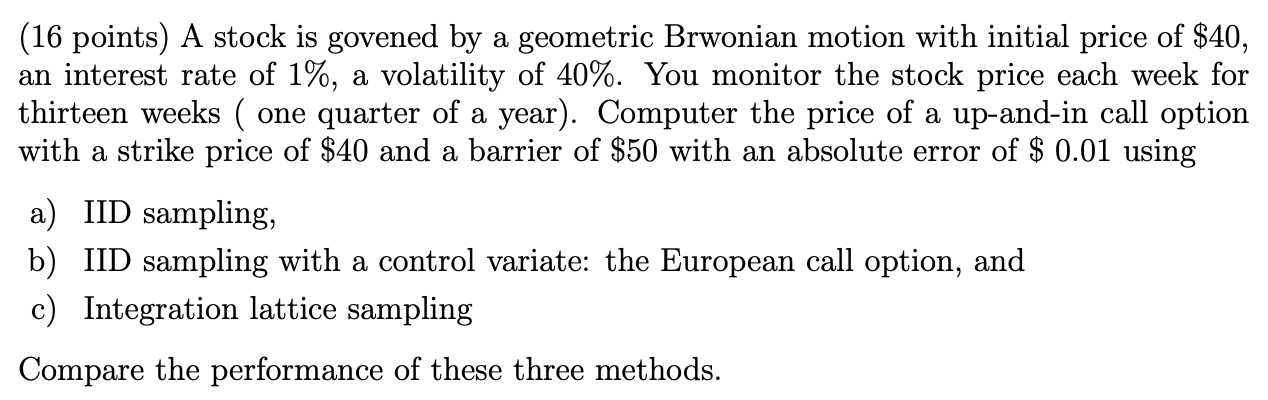 (16 points) A stock is govened by a geometric Brwonian motion with initial price of $40,
an interest rate of 1%, a volatility of 40%. You monitor the stock price each week for
thirteen weeks ( one quarter of a year). Computer the price of a up-and-in call option
with a strike price of $40 and a barrier of $50 with an absolute error of $ 0.01 using
a) IID sampling,
b) IID sampling with a control variate: the European call option, and
c) Integration lattice sampling
Compare the performance of these three methods.